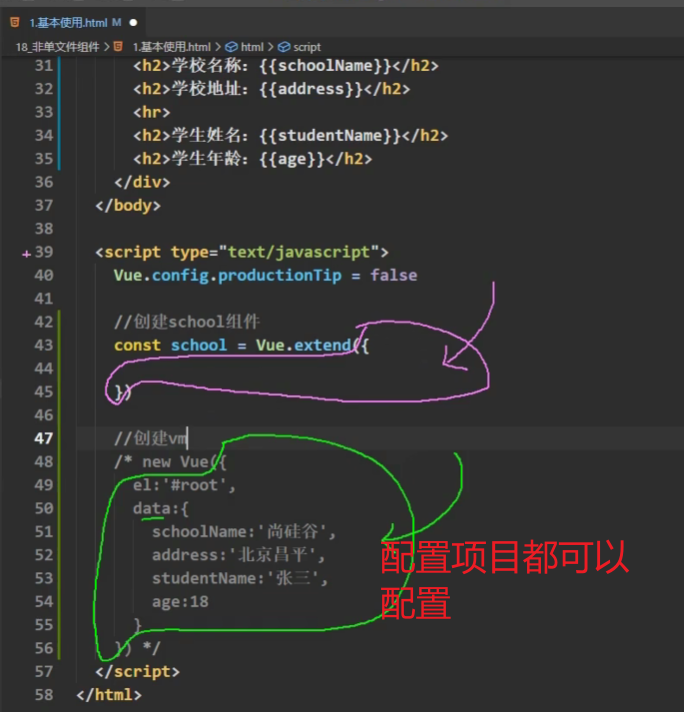 1.基本使用.html M ●
18_非单文件组件 > 1.基本使用.html > html > script
31 <h2>学校名称：{{schoolName}}</h2>
32 <h2>学校地址：{{address}}</h2>
33 <hr>
34 <h2>学生姓名：{{studentName}}</h2>
35 <h2>学生年龄：{{age}}</h2>
36 </div>
37 </body>
38
39 <script type="text/javascript">
40 Vue.config.productionTip = false
41
42 //创建school组件
43 const school = Vue.extend({
44
45 })
46
47 //创建vm
48 /* new Vue({
49 el:'#root',
50 data:{
51 schoolName:'尚硅谷',
52 address:'北京昌平',
53 studentName:'张三',
54 age:18
55 }
56 }) */
57 </script>
58 </html>
配置项目都可以
配置